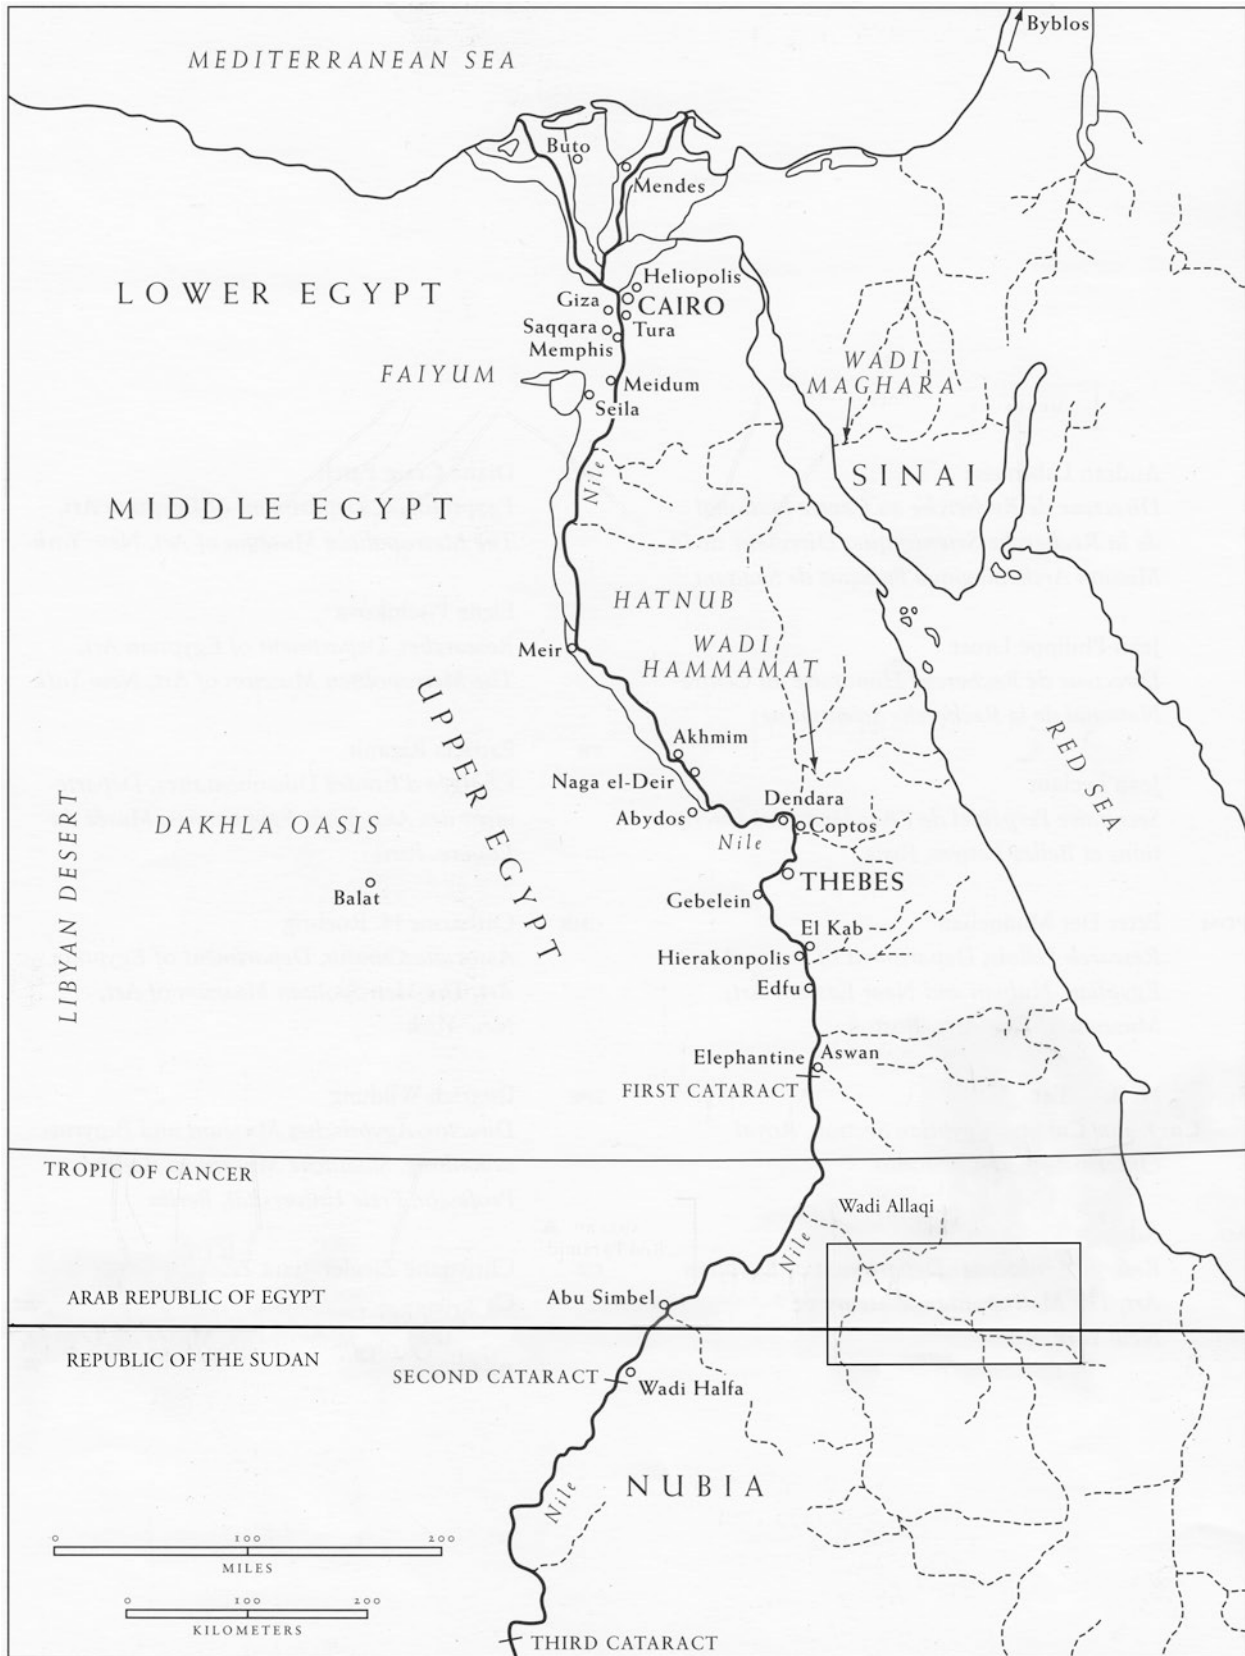 Byblos
MEDITERRANEAN SEA
Buto
Mendes
LOWER EGYPT
Heliopolis
Giza
CAIRO
Saqqara
Tura
Memphis
WADI
MAGHARA
FAIYUM
Meidum
Seila
SINAI
Nile
MIDDLE EGYPT
HATNUB
WADI
HAMMAMAT
Meir
UPPER EGYPT
RED SEA
Akhmim
Naga el-Deir
Dendara
Abydos
Coptos
Nile
DAKHLA OASIS
LIBYAN DESERT
Balat
THEBES
Gebelein
El Kab
Hierakonpolis
Edfu
Elephantine
Aswan
FIRST CATARACT
TROPIC OF CANCER
Wadi Allaqi
Nile
Abu Simbel
ARAB REPUBLIC OF EGYPT
REPUBLIC OF THE SUDAN
SECOND CATARACT
Wadi Halfa
NUBIA
Nile
0 100 200
MILES
0 100 200
KILOMETERS
THIRD CATARACT